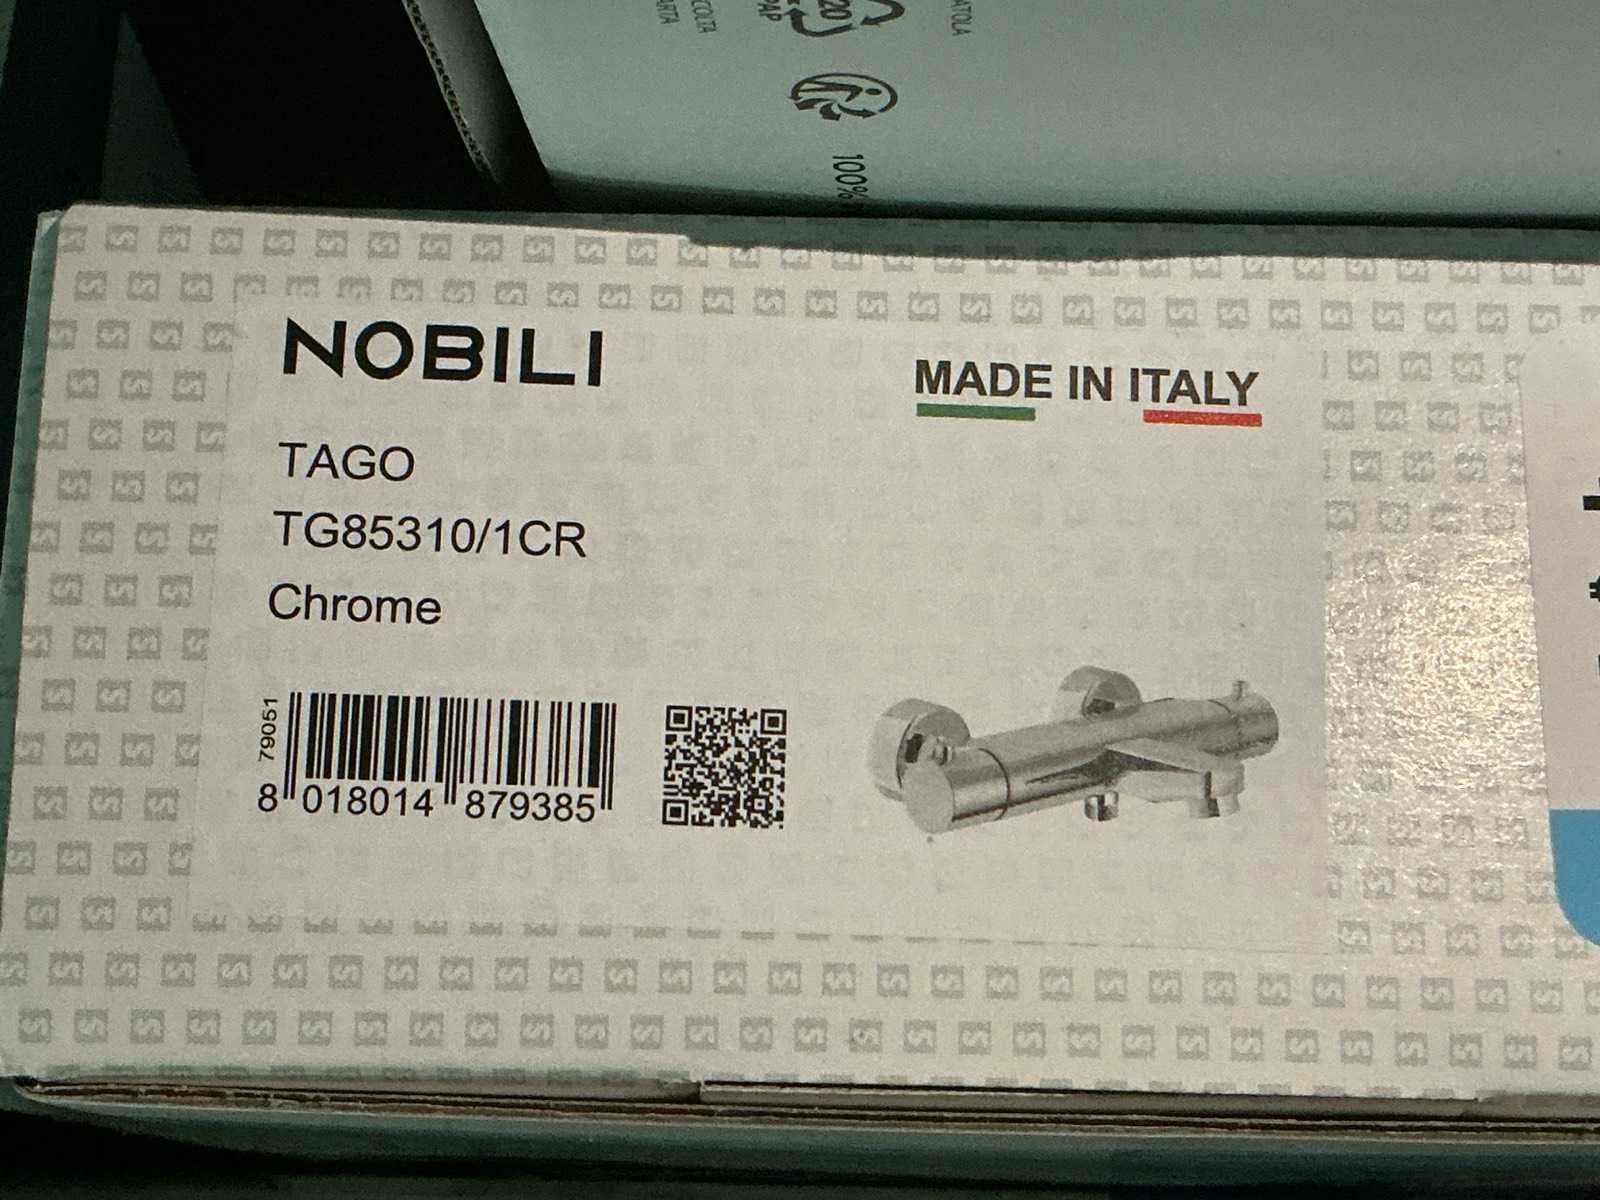 100%
NOBILI
MADE IN ITALY
TAGO
TG85310/1CR
Chrome
79051
8 018014 879385